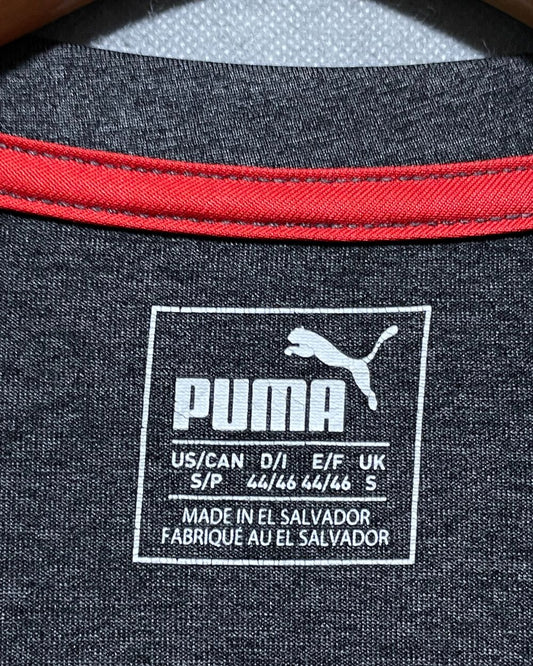 PUMA
US/CAN D/I E/F UK
S/P 44/46 44/46 S
MADE IN EL SALVADOR
FABRIQUÉ AU EL SALVADOR